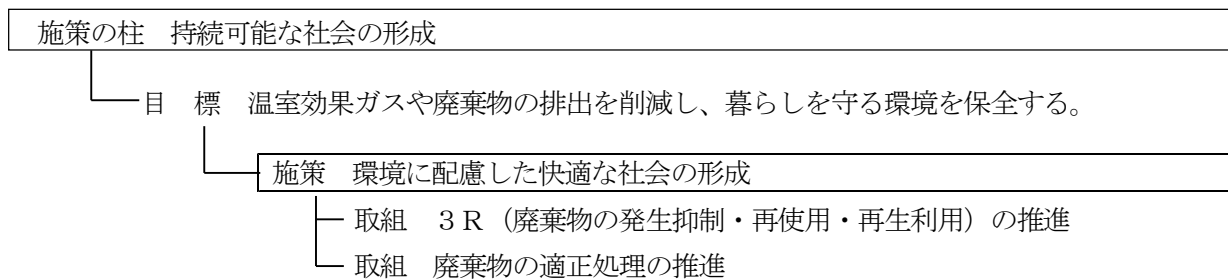 施策の柱　持続可能な社会の形成
目　標　温室効果ガスや廃棄物の排出を削減し、暮らしを守る環境を保全する。
施策　環境に配慮した快適な社会の形成
取組　３Ｒ（廃棄物の発生抑制・再使用・再生利用）の推進
取組　廃棄物の適正処理の推進